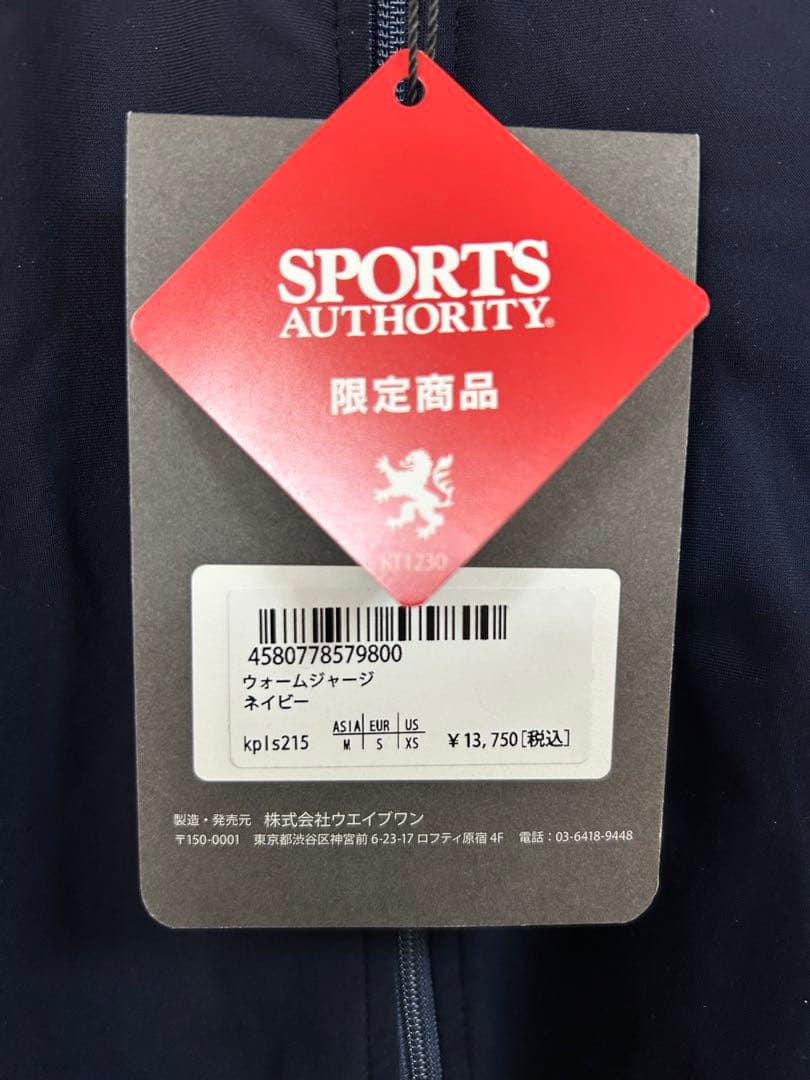 SPORTS
AUTHORITY®
限定商品
KT1230
4580778579800
ウォームジャージ
ネイビー
kpls215 ASIA EUR US
M S XS ¥13,750[税込]
製造・発売元 株式会社ウエイブワン
〒150-0001 東京都渋谷区神宮前 6-23-17 ロフティ原宿 4F 電話:03-6418-9448